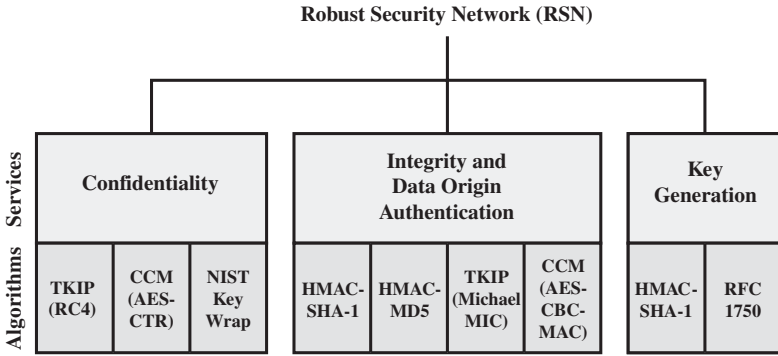 Robust Security Network (RSN)
Services
Confidentiality
Integrity and
Data Origin
Authentication
Key
Generation
Algorithms
TKIP
(RC4)
CCM
(AES-
CTR)
NIST
Key
Wrap
HMAC-
SHA-1
HMAC-
MD5
TKIP
(Michael
MIC)
CCM
(AES-
CBC-
MAC)
HMAC-
SHA-1
RFC
1750